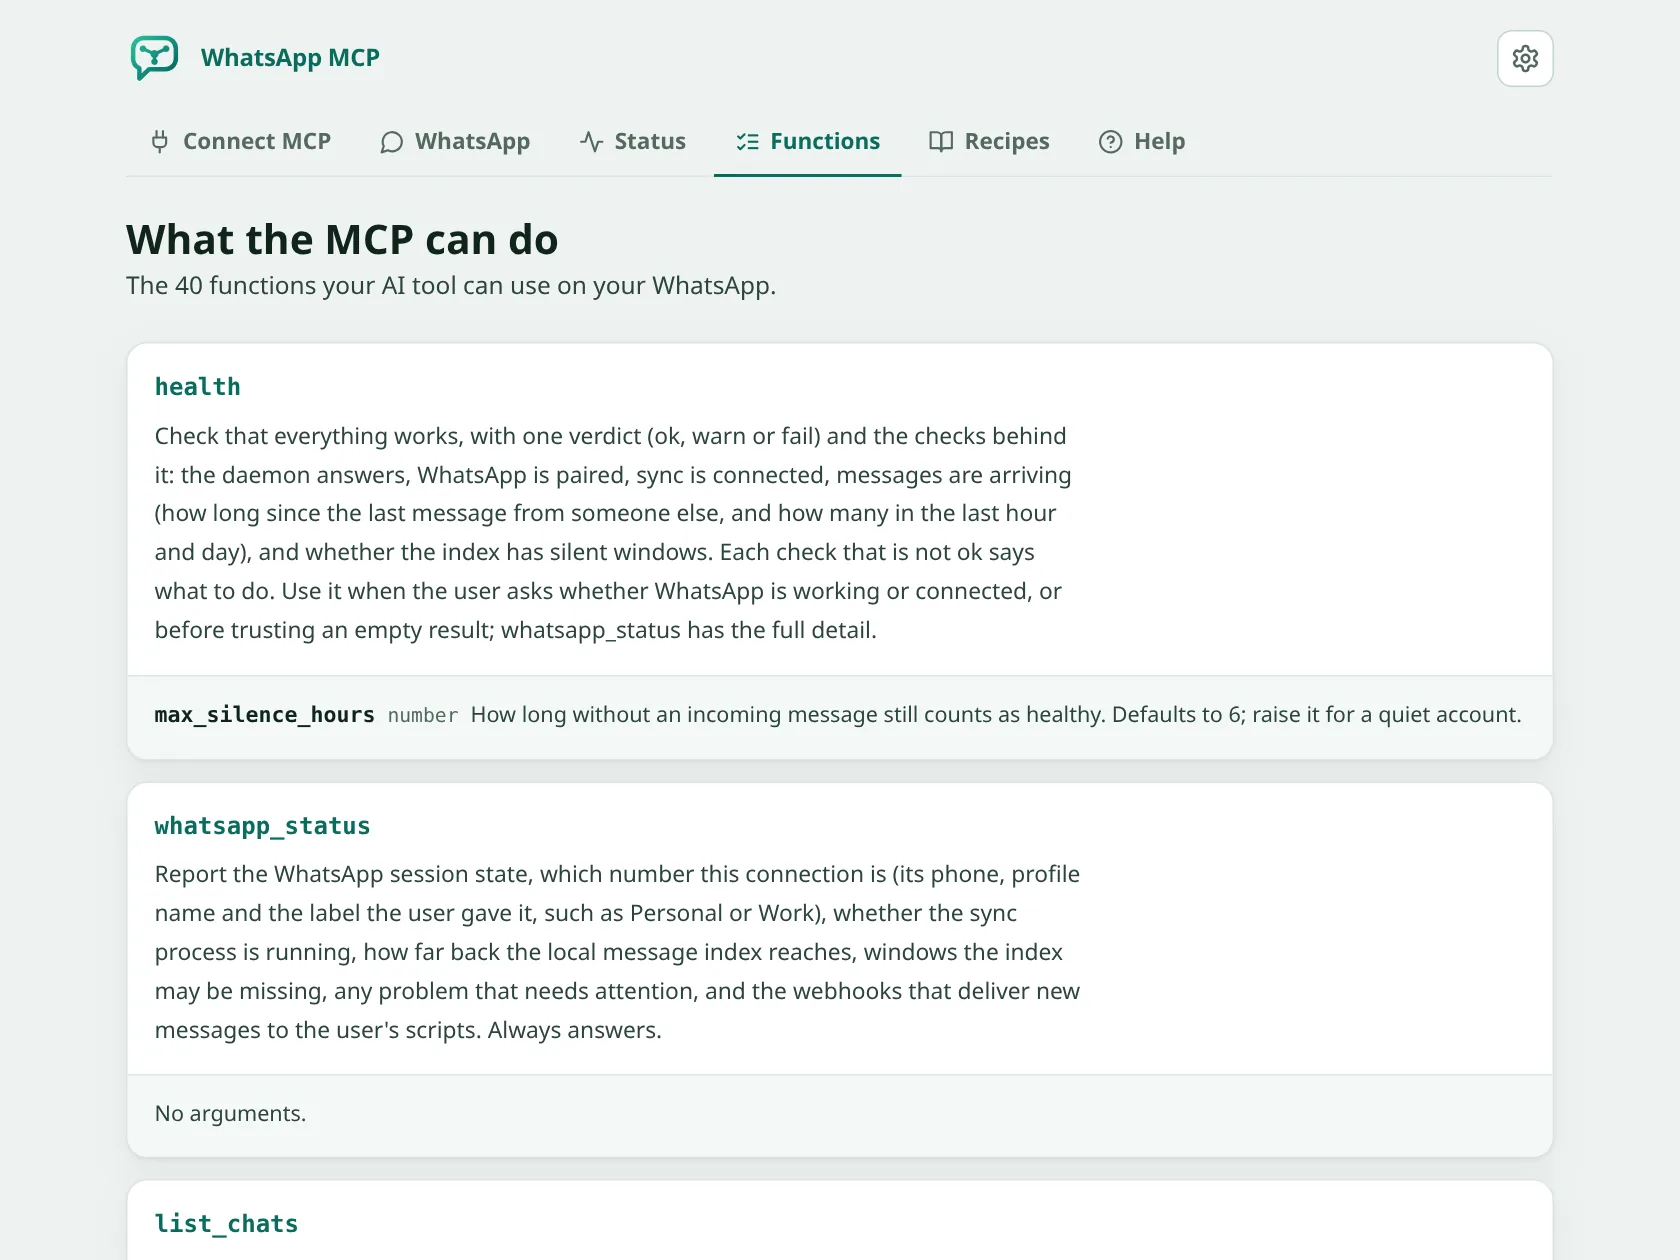 WhatsApp MCP
Connect MCP
WhatsApp
Status
Functions
Recipes
Help
What the MCP can do
The 40 functions your AI tool can use on your WhatsApp.
health
Check that everything works, with one verdict (ok, warn or fail) and the checks behind
it: the daemon answers, WhatsApp is paired, sync is connected, messages are arriving
(how long since the last message from someone else, and how many in the last hour
and day), and whether the index has silent windows. Each check that is not ok says
what to do. Use it when the user asks whether WhatsApp is working or connected, or
before trusting an empty result; whatsapp_status has the full detail.
max_silence_hours number How long without an incoming message still counts as healthy. Defaults to 6; raise it for a quiet account.
whatsapp_status
Report the WhatsApp session state, which number this connection is (its phone, profile
name and the label the user gave it, such as Personal or Work), whether the sync
process is running, how far back the local message index reaches, windows the index
may be missing, any problem that needs attention, and the webhooks that deliver new
messages to the user's scripts. Always answers.
No arguments.
list_chats